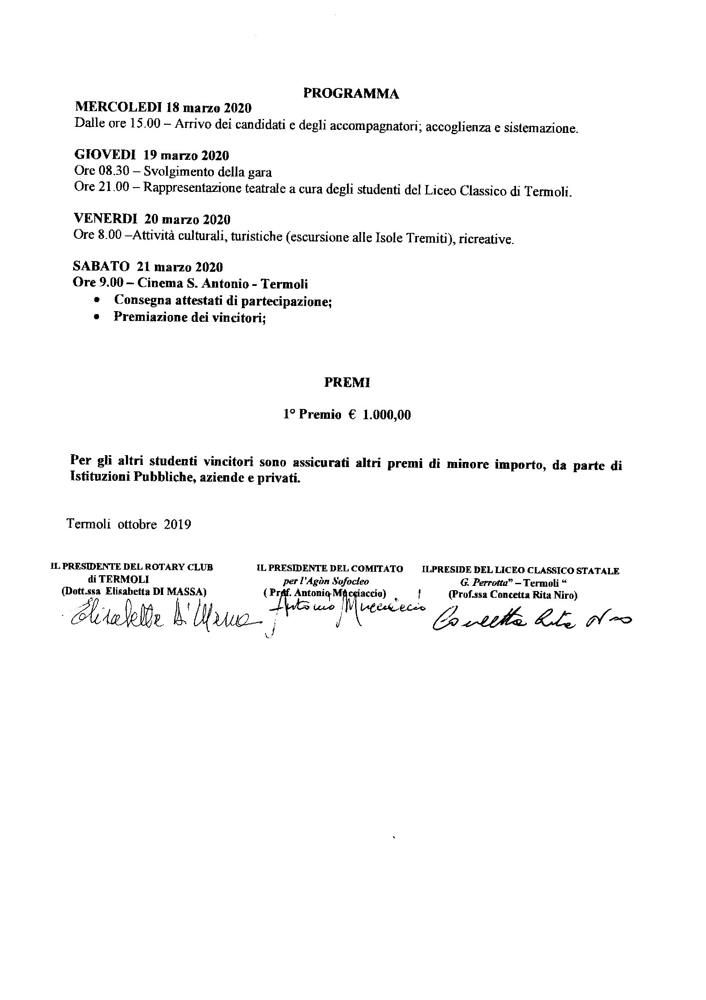 PROGRAMMA
MERCOLEDI 18 marzo 2020
Dalle ore 15.00 – Arrivo dei candidati e degli accompagnatori; accoglienza e sistemazione.
GIOVEDI 19 marzo 2020
Ore 08.30 – Svolgimento della gara
Ore 21.00 – Rappresentazione teatrale a cura degli studenti del Liceo Classico di Termoli.
VENERDI 20 marzo 2020
Ore 8.00 –Attività culturali, turistiche (escursione alle Isole Tremiti), ricreative.
SABATO 21 marzo 2020
Ore 9.00 – Cinema S. Antonio - Termoli
• Consegna attestati di partecipazione;
• Premiazione dei vincitori;
PREMI
1° Premio € 1.000,00
Per gli altri studenti vincitori sono assicurati altri premi di minore importo, da parte di
Istituzioni Pubbliche, aziende e privati.
Termoli ottobre 2019
IL PRESIDENTE DEL ROTARY CLUB
di TERMOLI
(Dott.ssa Elisabetta DI MASSA)
Elisabetta Di Massa
IL PRESIDENTE DEL COMITATO
per l'Agòn Sofocleo
( Prof. Antonio Mucciaccio)
Antonio Mucciaccio
ILPRESIDE DEL LICEO CLASSICO STATALE
G. Perrotta” – Termoli “
(Prof.ssa Concetta Rita Niro)
Concetta Rita Niro